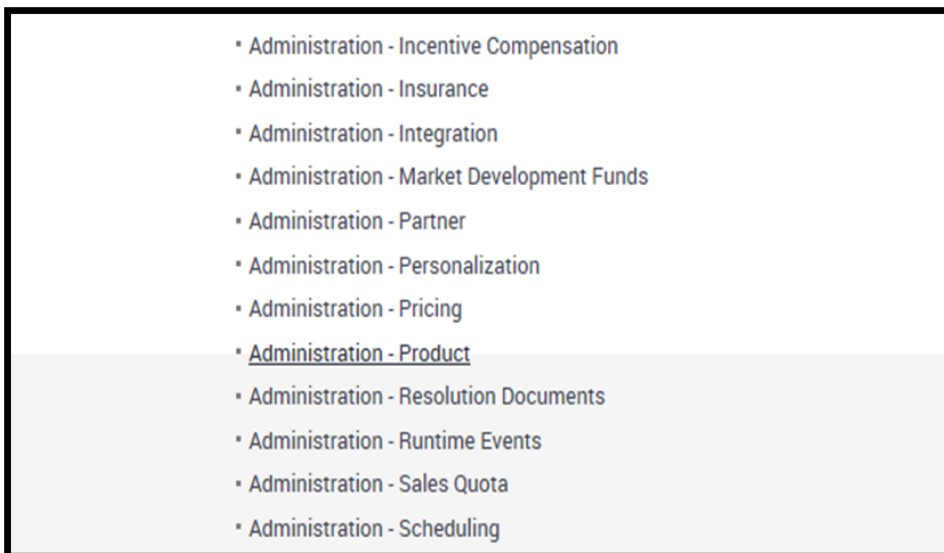 ▪ Administration - Incentive Compensation
▪ Administration - Insurance
▪ Administration - Integration
▪ Administration - Market Development Funds
▪ Administration - Partner
▪ Administration - Personalization
▪ Administration - Pricing
▪ Administration - Product
▪ Administration - Resolution Documents
▪ Administration - Runtime Events
▪ Administration - Sales Quota
▪ Administration - Scheduling